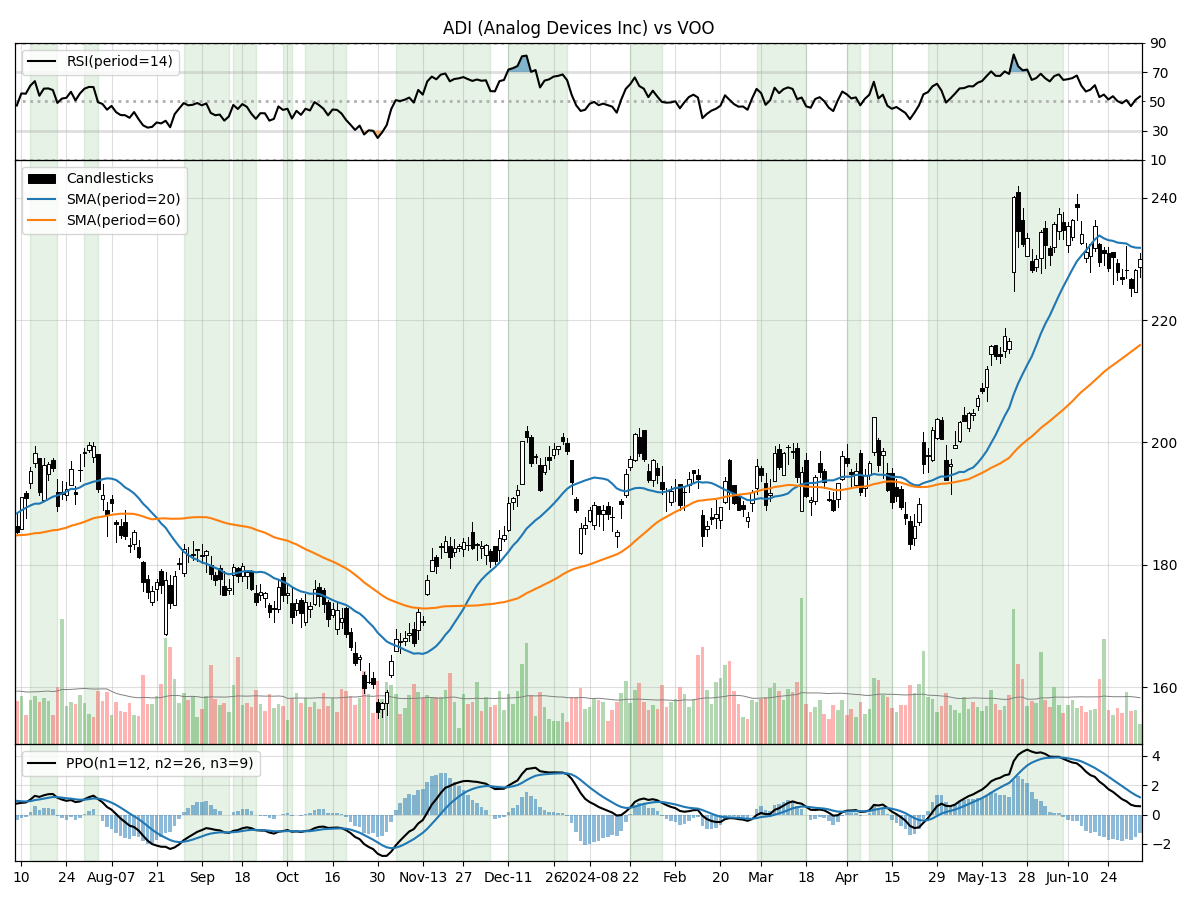 ADI (Analog Devices Inc) vs VOO
RSI(period=14)
90
70
50
30
10
Candlesticks
SMA(period=20)
SMA(period=60)
240
220
200
180
160
PPO(n1=12, n2=26, n3=9)
4
2
0
−2
10 24 Aug-07 21 Sep 18 Oct 16 30 Nov-13 27 Dec-11 26 2024-08 22 Feb 20 Mar 18 Apr 15 29 May-13 28 Jun-10 24